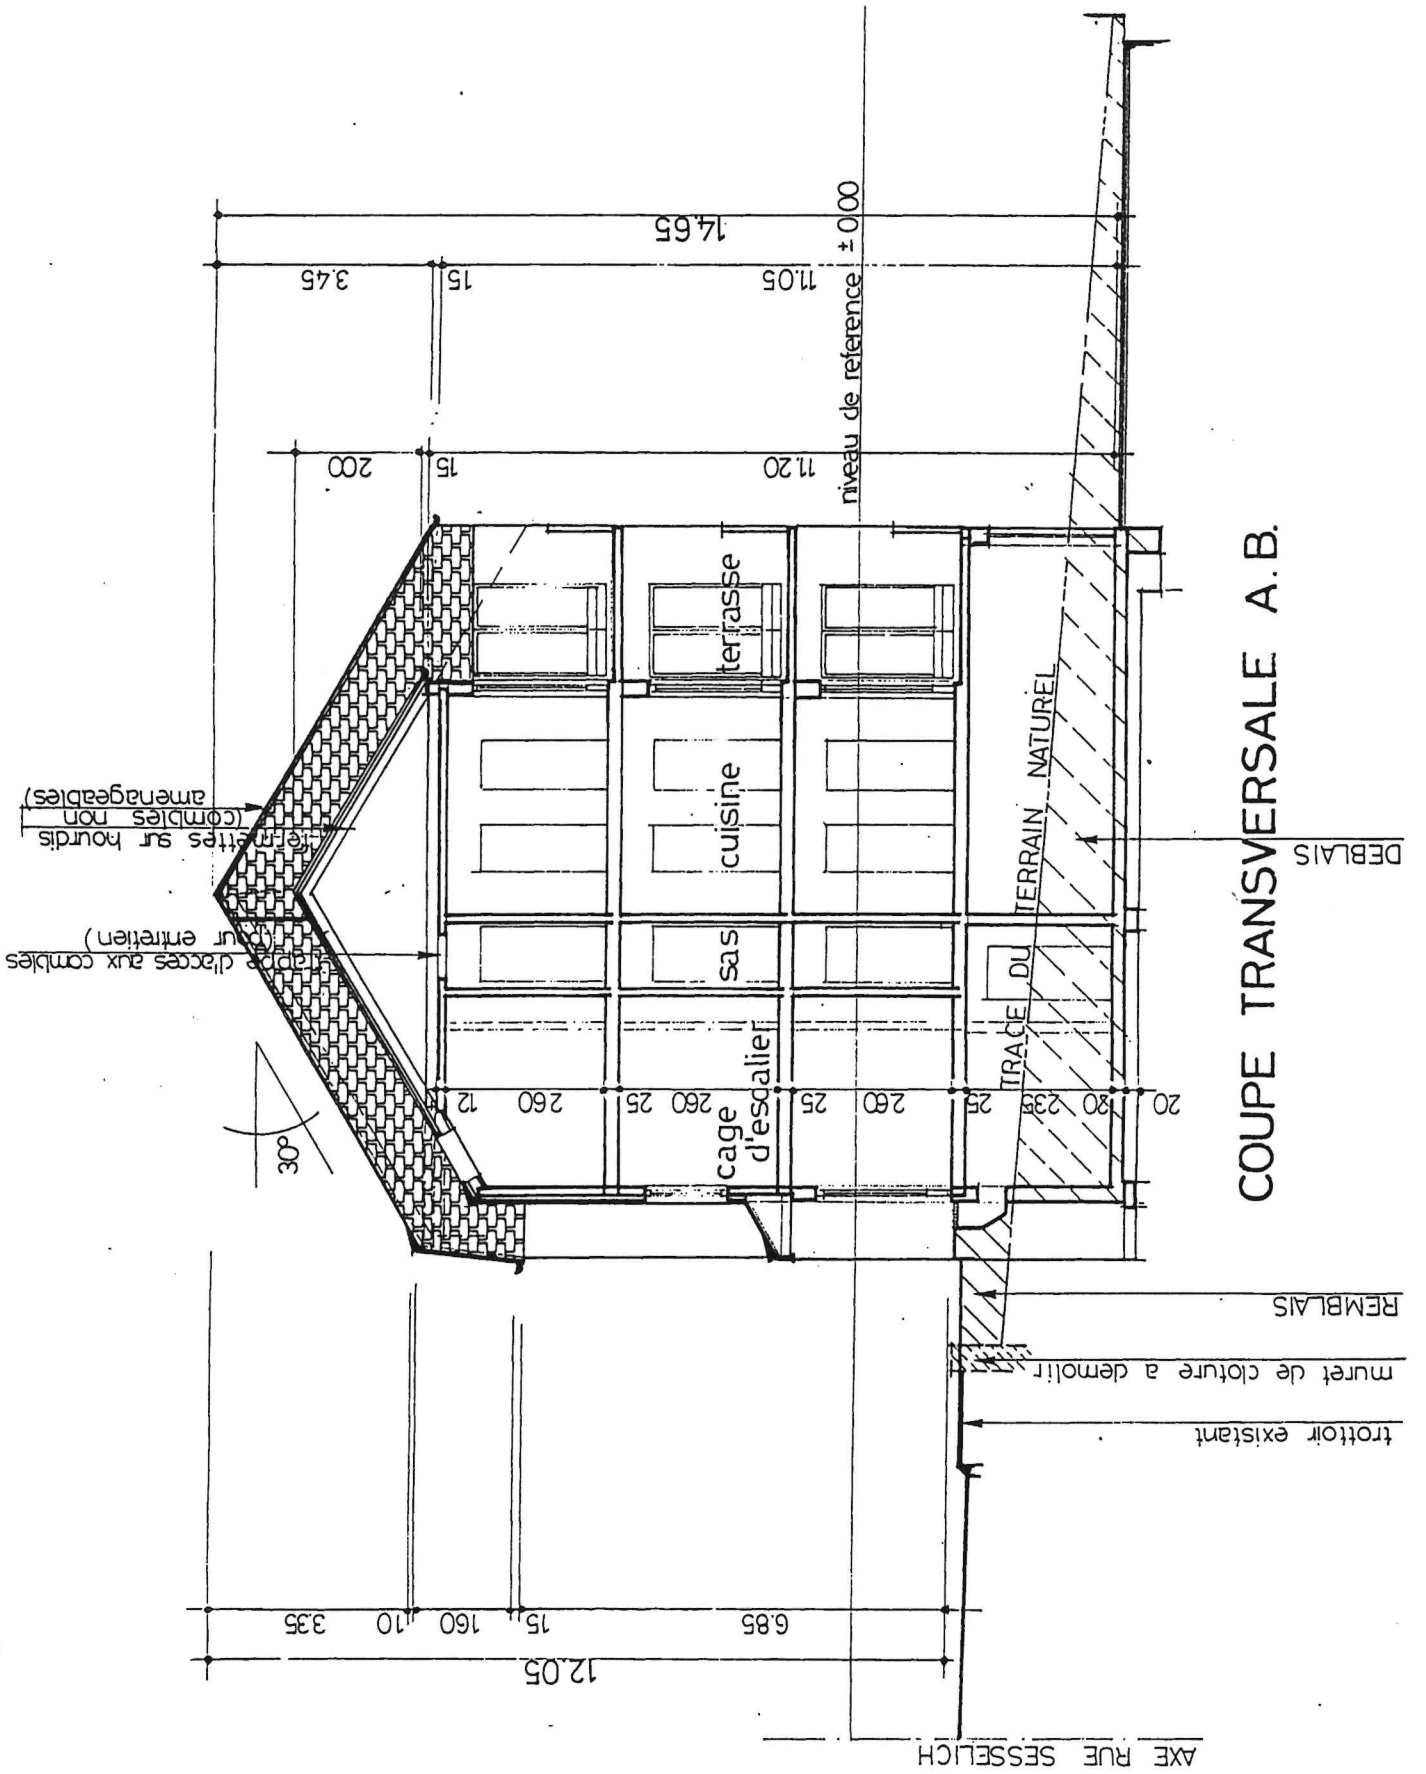 fermettes sur hourdis
(combles non
amenageables)
trappe d'accès aux combles
(pour entretien)
30°
3.45
15
11.05
14.65
200
15
11.20
niveau de reference ± 0.00
terrasse
cuisine
sas
cage
d'escalier
12
260
25
260
25
260
25
235
20
20
TRACE DU TERRAIN NATUREL
DEBLAIS
REMBLAIS
muret de cloture a demolir
trottoir existant
3.35
10
160
15
6.85
12.05
AXE RUE SESSELICH
COUPE TRANSVERSALE A.B.